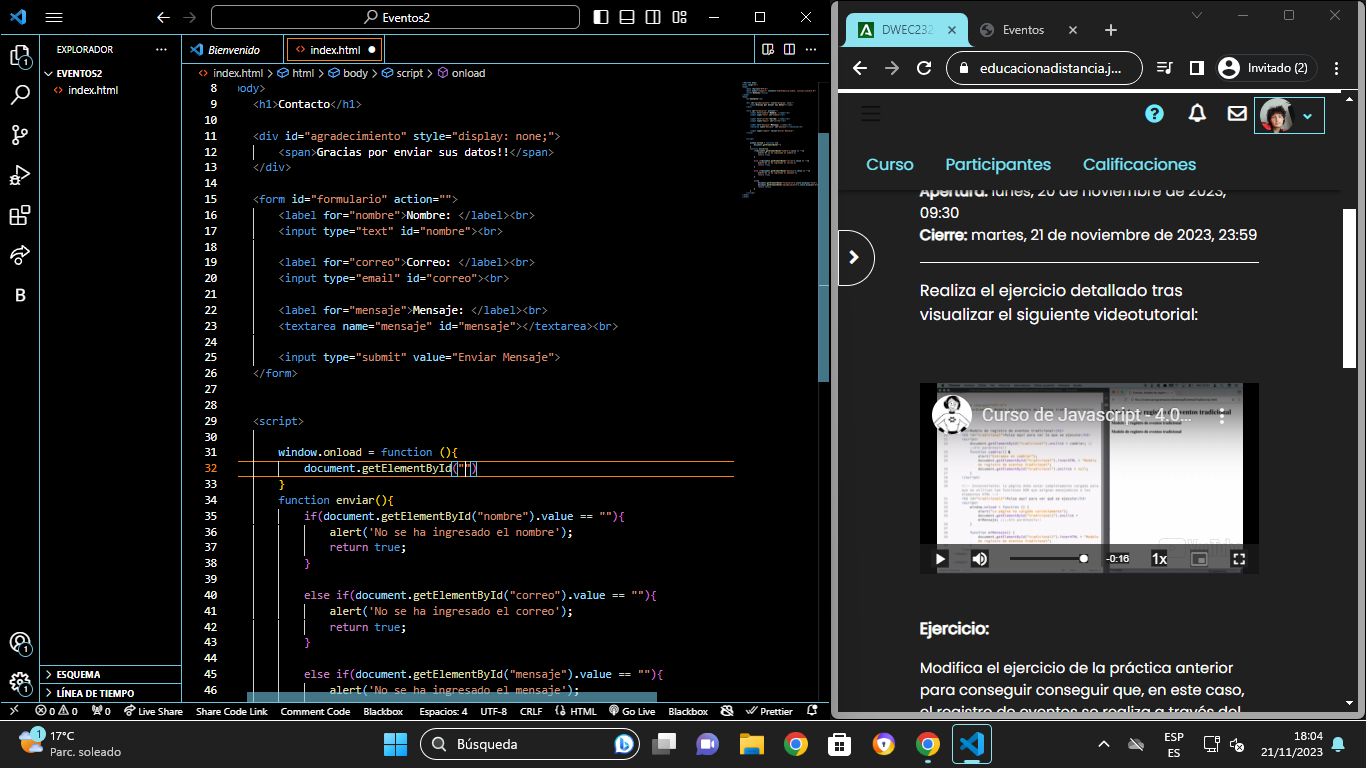 Eventos2
EXPLORADOR
EVENTOS2
index.html
ESQUEMA
LÍNEA DE TIEMPO
Bienvenido
index.html
index.html > html > body > script > onload
8 body>
9 <h1>Contacto</h1>
10
11 <div id="agradecimiento" style="display: none;">
12 <span>Gracias por enviar sus datos!!</span>
13 </div>
14
15 <form id="formulario" action="">
16 <label for="nombre">Nombre: </label><br>
17 <input type="text" id="nombre"><br>
18
19 <label for="correo">Correo: </label><br>
20 <input type="email" id="correo"><br>
21
22 <label for="mensaje">Mensaje: </label><br>
23 <textarea name="mensaje" id="mensaje"></textarea><br>
24
25 <input type="submit" value="Enviar Mensaje">
26 </form>
27
28
29 <script>
30
31 window.onload = function (){
32 document.getElementById("")
33 }
34 function enviar(){
35 if(document.getElementById("nombre").value == ""){
36 alert('No se ha ingresado el nombre');
37 return true;
38 }
39
40 else if(document.getElementById("correo").value == ""){
41 alert('No se ha ingresado el correo');
42 return true;
43 }
44
45 else if(document.getElementById("mensaje").value == ""){
46 alert('No se ha ingresado el mensaje');
0 0 0 Live Share Share Code Link Comment Code Blackbox Espacios: 4 UTF-8 CRLF HTML Go Live Blackbox Prettier
DWEC232
Eventos
educacionadistancia.j...
Invitado (2)
Curso Participantes Calificaciones
Apertura: lunes, 20 de noviembre de 2023,
09:30
Cierre: martes, 21 de noviembre de 2023, 23:59
Realiza el ejercicio detallado tras
visualizar el siguiente videotutorial:
Curso de Javascript - 4.0...
-0:16
1x
Ejercicio:
Modifica el ejercicio de la práctica anterior
para conseguir conseguir que, en este caso,
el registro de eventos se realiza a través del
1
17°C
Parc. soleado
Búsqueda
ESP
ES
18:04
21/11/2023